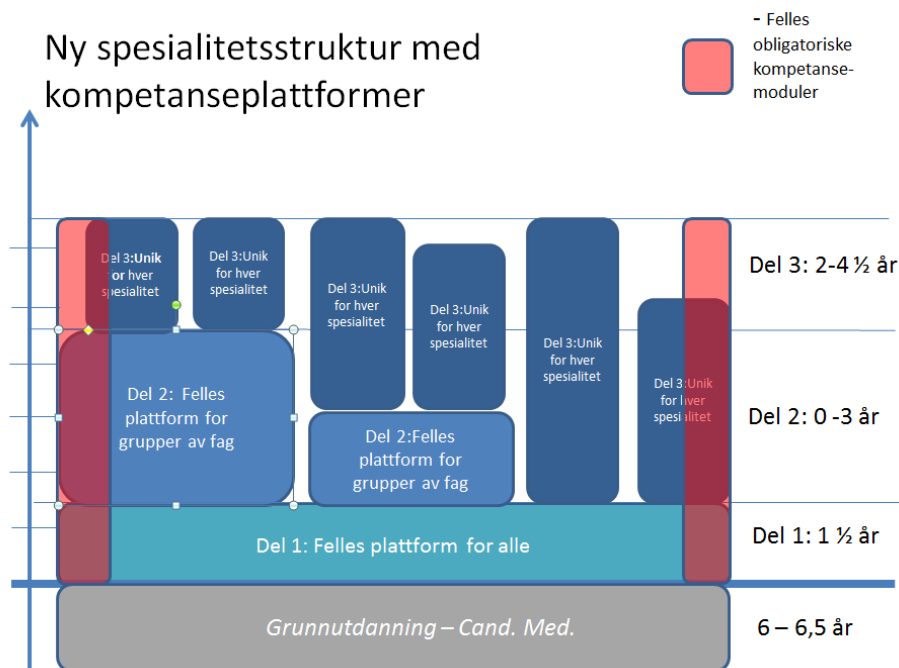 Ny spesialitetsstruktur med
kompetanseplattformer
- Felles
obligatoriske
kompetanse-
moduler
Del 3:Unik
for hver
spesialitet
Del 3:Unik
for hver
spesialitet
Del 3:Unik
for hver
spesialitet
Del 3:Unik
for hver
spesialitet
Del 3:Unik
for hver
spesialitet
Del 3:Unik
for hver
spesialitet
Del 3: 2-4 ½ år
Del 2: Felles
plattform for
grupper av fag
Del 2:Felles
plattform for
grupper av fag
Del 2: 0 -3 år
Del 1: Felles plattform for alle
Del 1: 1 ½ år
Grunnutdanning – Cand. Med.
6 – 6,5 år